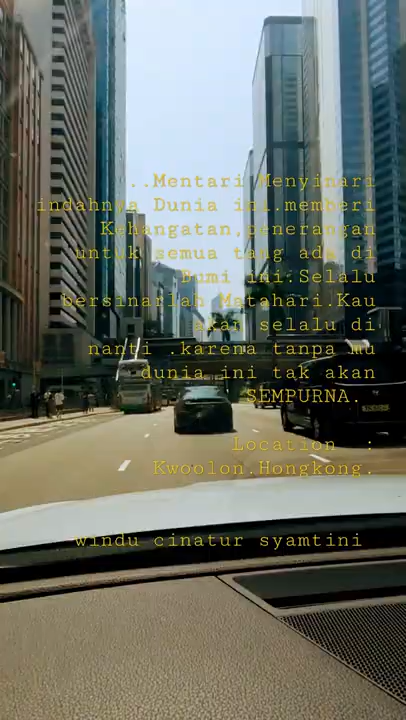 ..Mentari Menyinari
indahnya Dunia ini.memberi
Kehangatan,penerangan
untuk semua tang ada di
Bumi ini.Selalu
bersinarlah Matahari.Kau
akan selalu di
nanti .karena tanpa mu
dunia ini tak akan
SEMPURNA.
Location :
Kwoolon.Hongkong.
windu cinatur syamtini